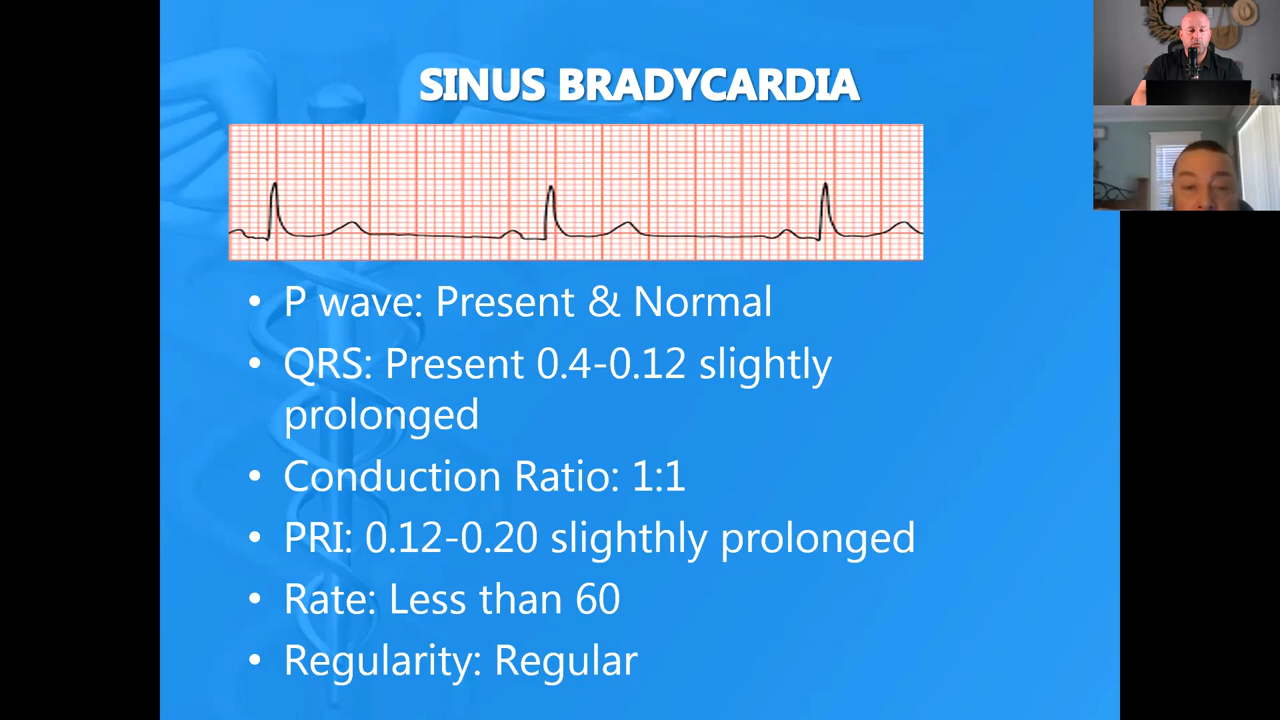 SINUS BRADYCARDIA
• P wave: Present & Normal
• QRS: Present 0.4-0.12 slightly
prolonged
• Conduction Ratio: 1:1
• PRI: 0.12-0.20 slighthly prolonged
• Rate: Less than 60
• Regularity: Regular